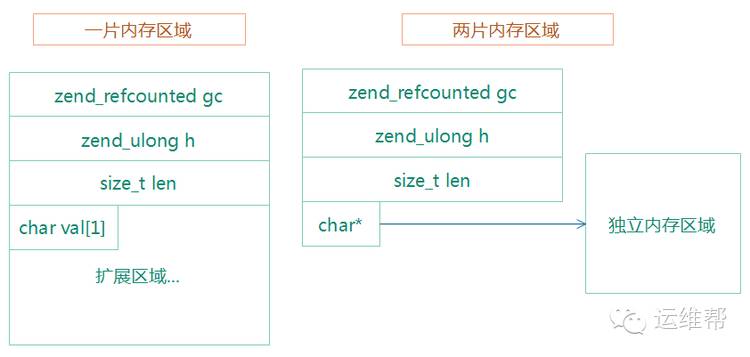 一片内存区域
zend_refcounted gc
zend_ulong h
size_t len
char val[1]
扩展区域...
两片内存区域
zend_refcounted gc
zend_ulong h
size_t len
char*
独立内存区域
运维帮